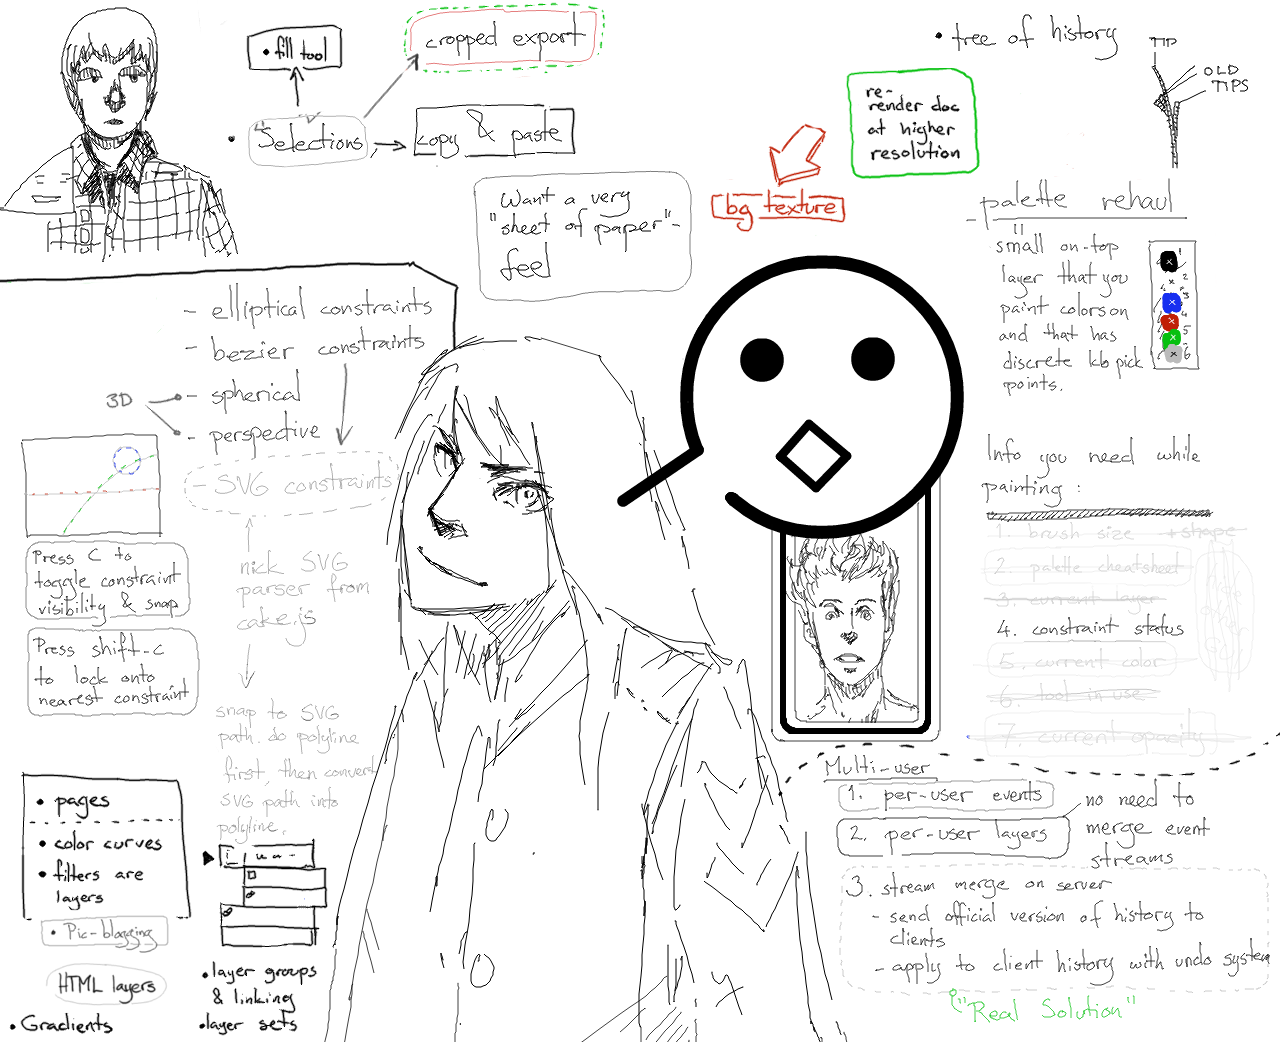 • fill tool
cropped export
• Selections
copy & paste
Want a very
"sheet of paper"-
feel
bg texture
re-
render doc
at higher
resolution
• tree of history
TIP
OLD
TIPS
- palette rehaul
small on-top
layer that you
paint colors on
and that has
discrete kb pick
points.
1
2
3
4
5
6
- elliptical constraints
- bezier constraints
3D
- spherical
- perspective
- SVG constraints
nick SVG
parser from
cake.js
snap to SVG
path. do polyline
first, then convert
SVG path into
polyline.
Press C to
toggle constraint
visibility & snap
Press shift-c
to lock onto
nearest constraint
Info you need while
painting :
1. brush size + shape
2. palette cheatsheet
3. current layer
4. constraint status
5. current color
6. tool in use
7. current opacity
• pages
• color curves
• filters are
layers
• Pic-blogging
HTML layers
• Gradients
• layer groups
& linking
• layer sets
Multi-user
1. per-user events
2. per-user layers
no need to
merge event
streams
3. stream merge on server
- send official version of history to
clients
- apply to client history with undo system
"Real Solution"